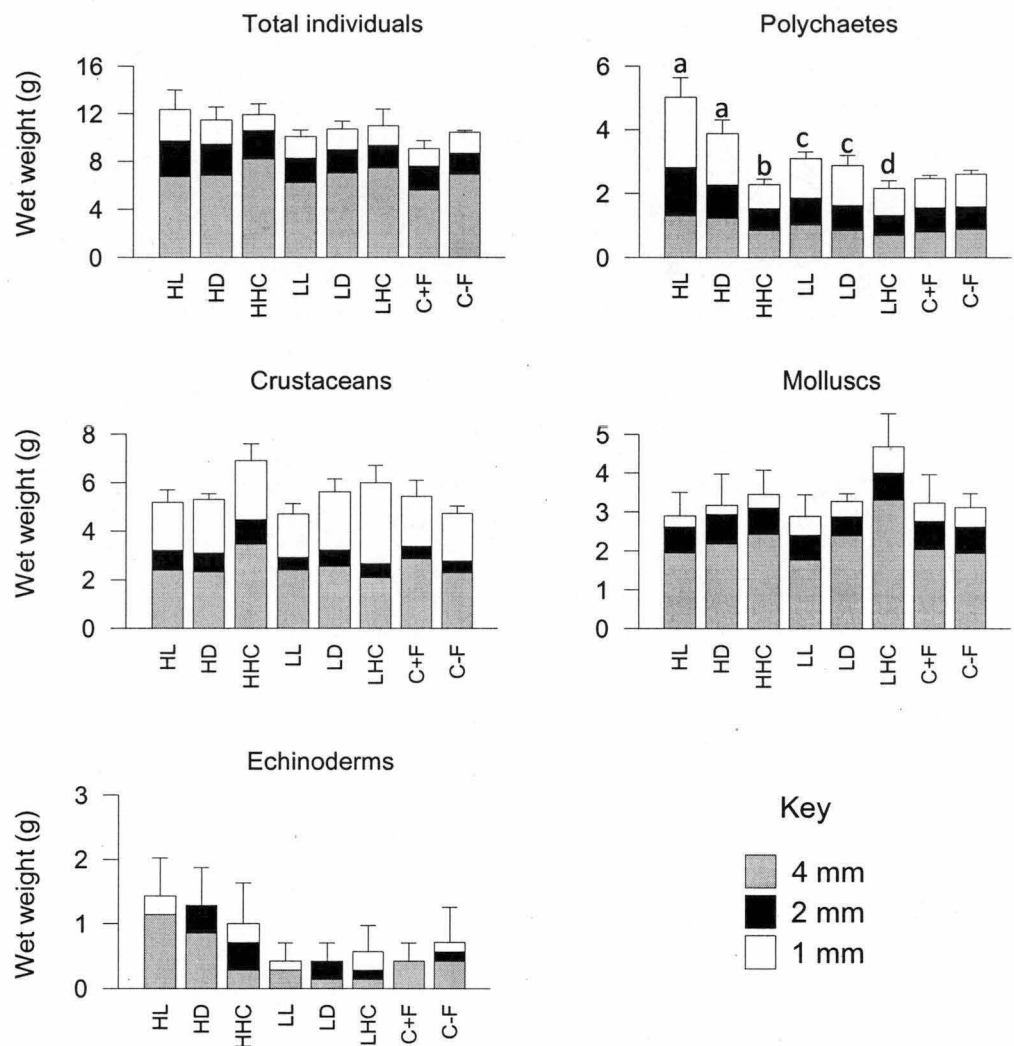 Total individuals
Wet weight (g)
16
12
8
4
0
HL HD HHC LL LD LHC C+F C-F
Polychaetes
6
4
2
0
a a b c c d
HL HD HHC LL LD LHC C+F C-F
Crustaceans
Wet weight (g)
8
6
4
2
0
HL HD HHC LL LD LHC C+F C-F
Molluscs
5
4
3
2
1
0
HL HD HHC LL LD LHC C+F C-F
Echinoderms
Wet weight (g)
3
2
1
0
HL HD HHC LL LD LHC C+F C-F
Key
4 mm
2 mm
1 mm